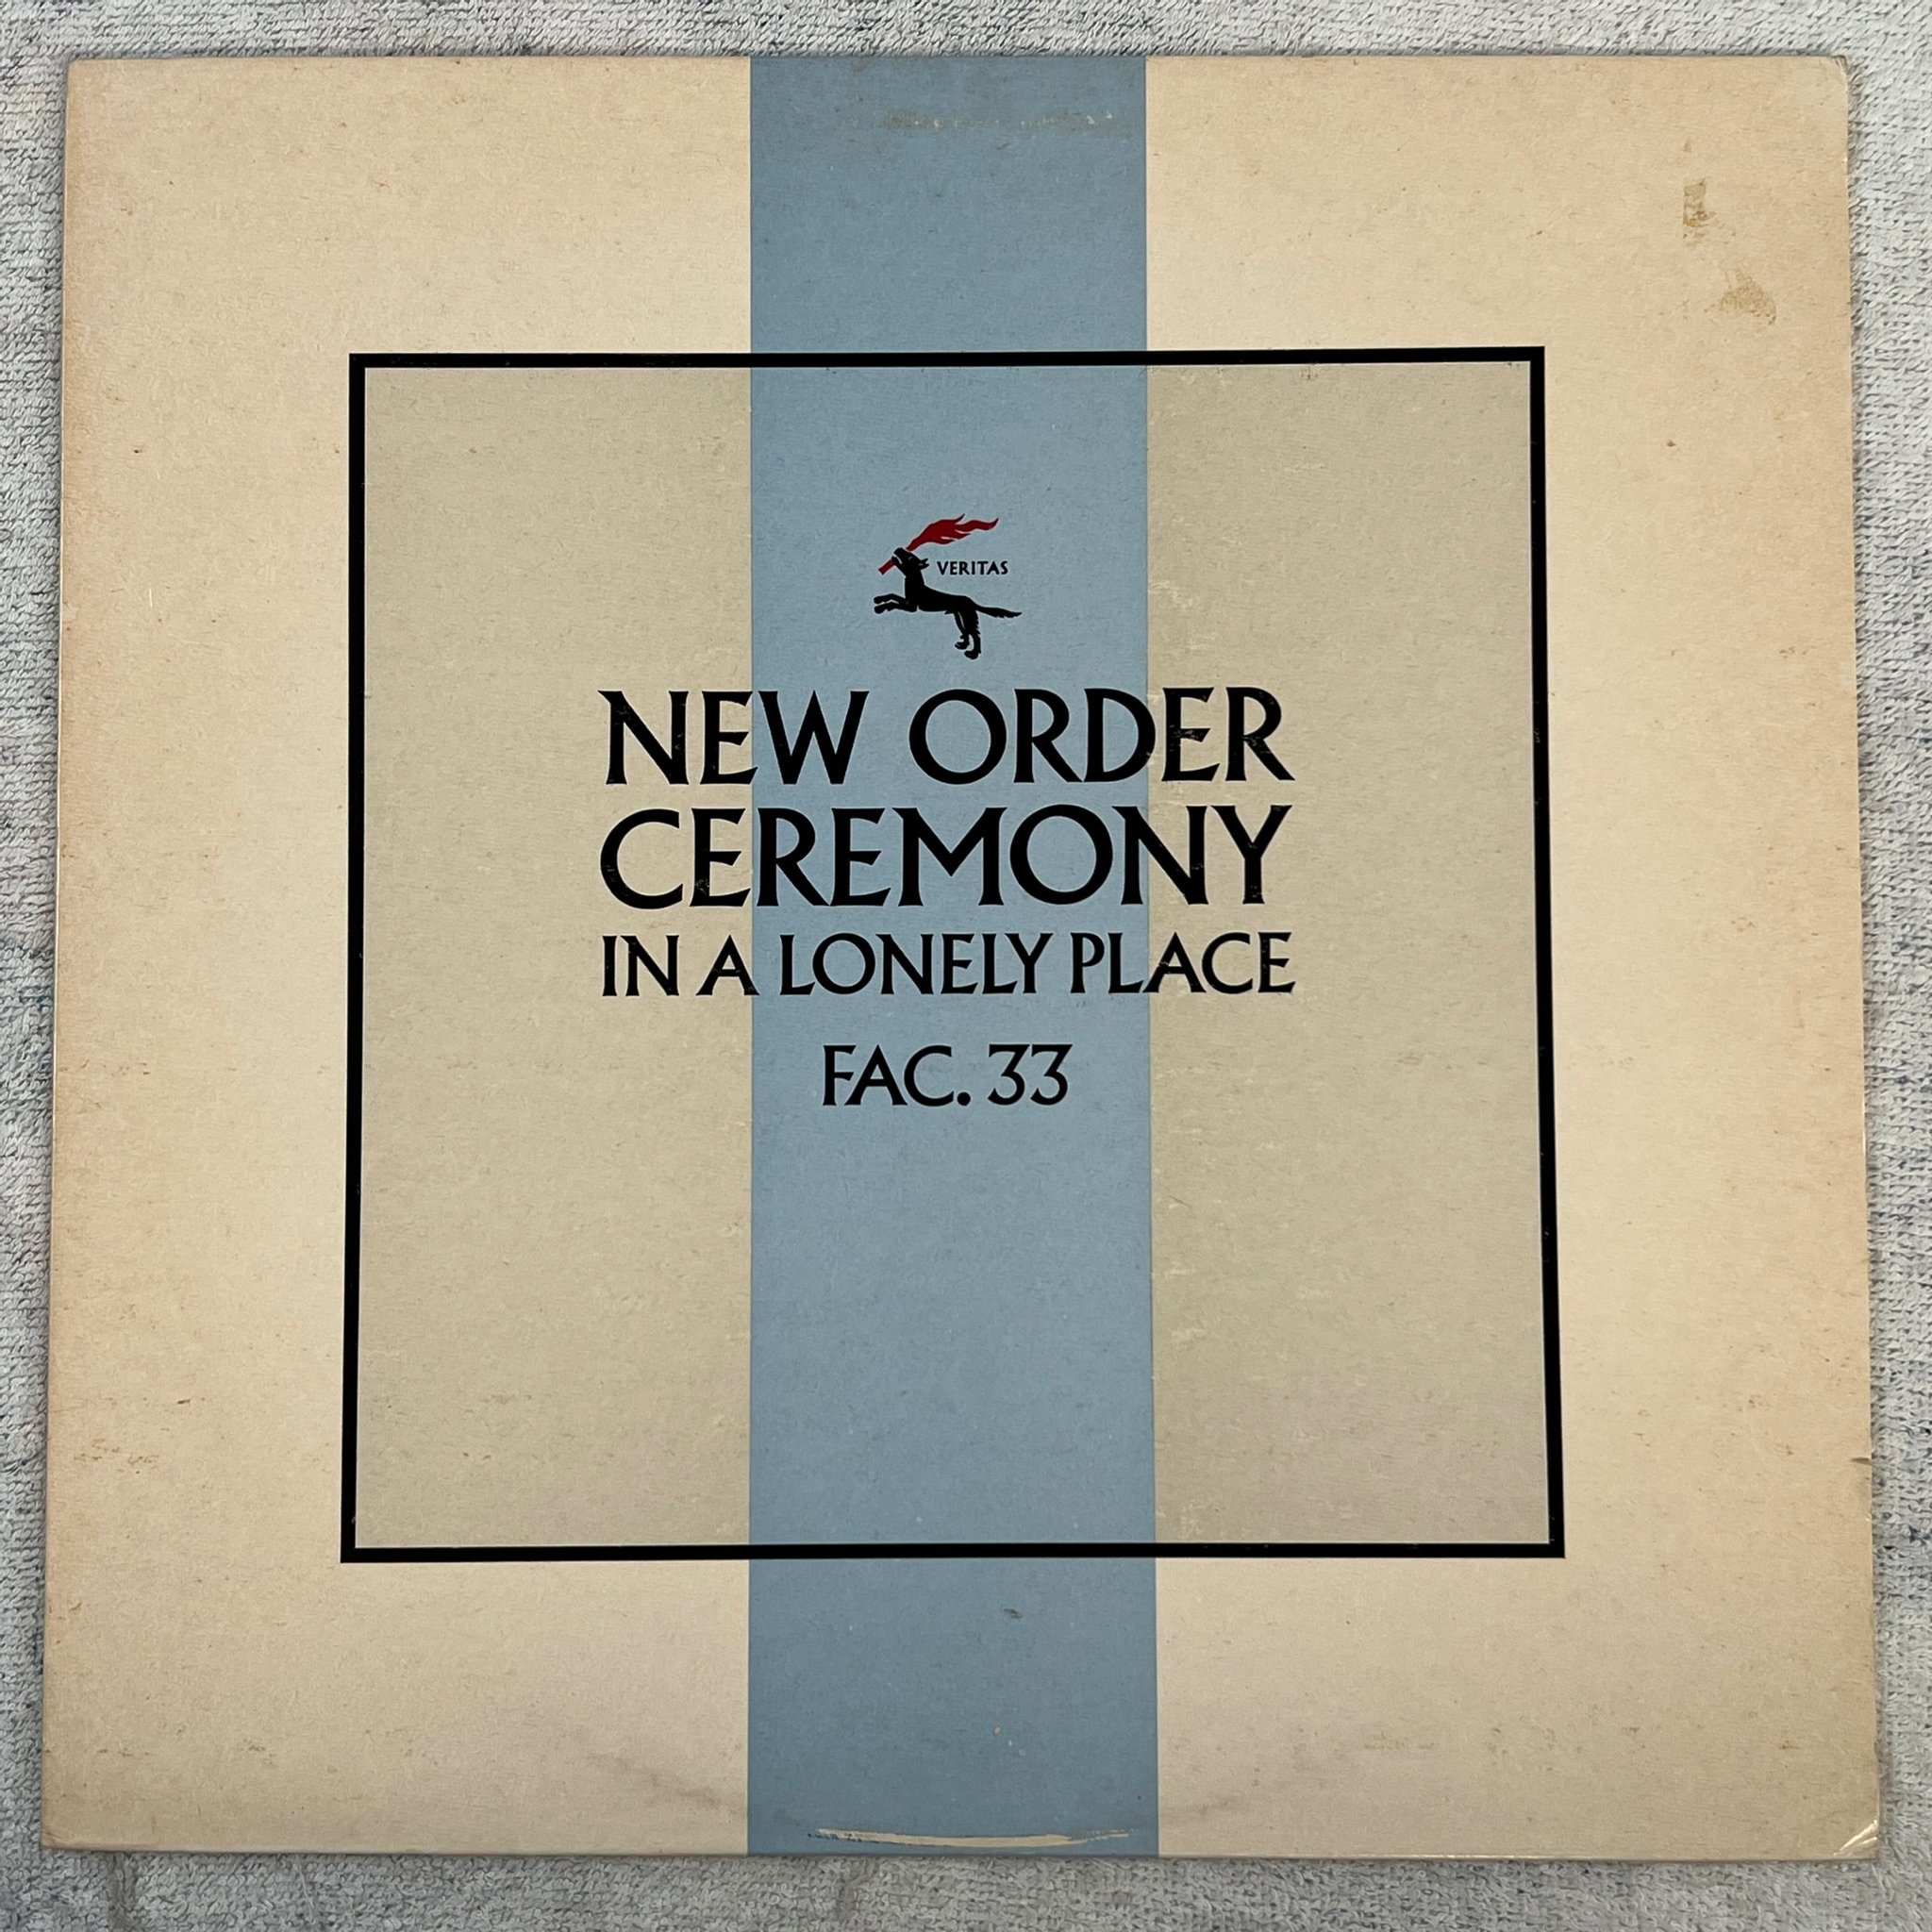 VERITAS
NEW ORDER
CEREMONY
IN A LONELY PLACE
FAC. 33